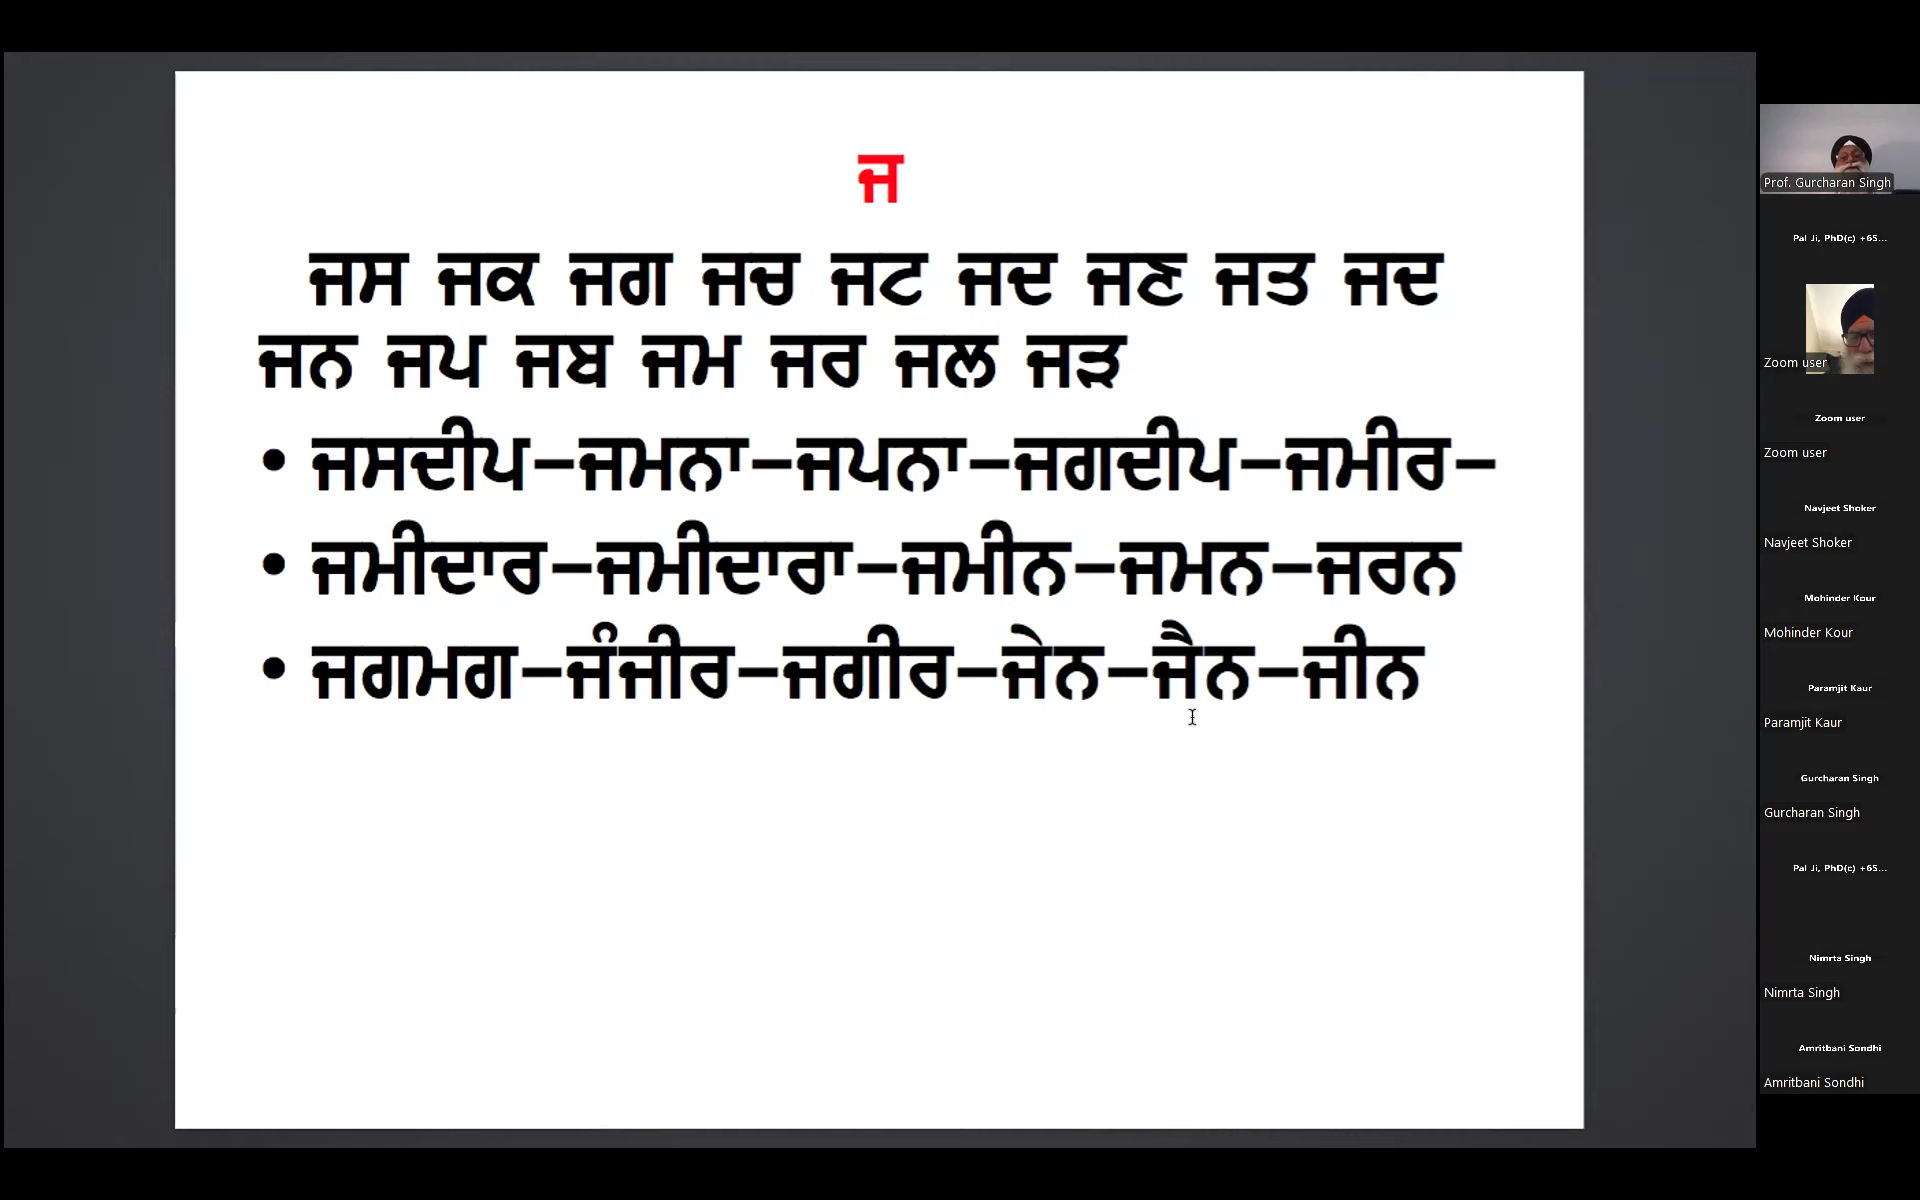 ਜ
ਜਸ ਜਕ ਜਗ ਜਚ ਜਟ ਜਦ ਜਣ ਜਤ ਜਦ
ਜਨ ਜਪ ਜਬ ਜਮ ਜਰ ਜਲ ਜੜ
• ਜਸਦੀਪ–ਜਮਨਾ–ਜਪਨਾ–ਜਗਦੀਪ–ਜਮੀਰ–
• ਜਮੀਦਾਰ–ਜਮੀਦਾਰਾ–ਜਮੀਨ–ਜਮਨ–ਜਰਨ
• ਜਗਮਗ–ਜੰਜੀਰ–ਜਗੀਰ–ਜੇਨ–ਜੈਨ–ਜੀਨ
Prof. Gurcharan Singh
Pal Ji, PhD(c) +65...
Zoom user
Zoom user
Zoom user
Navjeet Shoker
Navjeet Shoker
Mohinder Kour
Mohinder Kour
Paramjit Kaur
Paramjit Kaur
Gurcharan Singh
Gurcharan Singh
Pal Ji, PhD(c) +65...
Nimrta Singh
Nimrta Singh
Amritbani Sondhi
Amritbani Sondhi